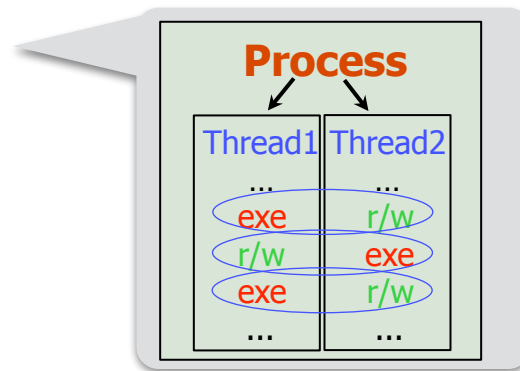 Process
Thread1 Thread2
... ...
exe r/w
r/w exe
exe r/w
... ...